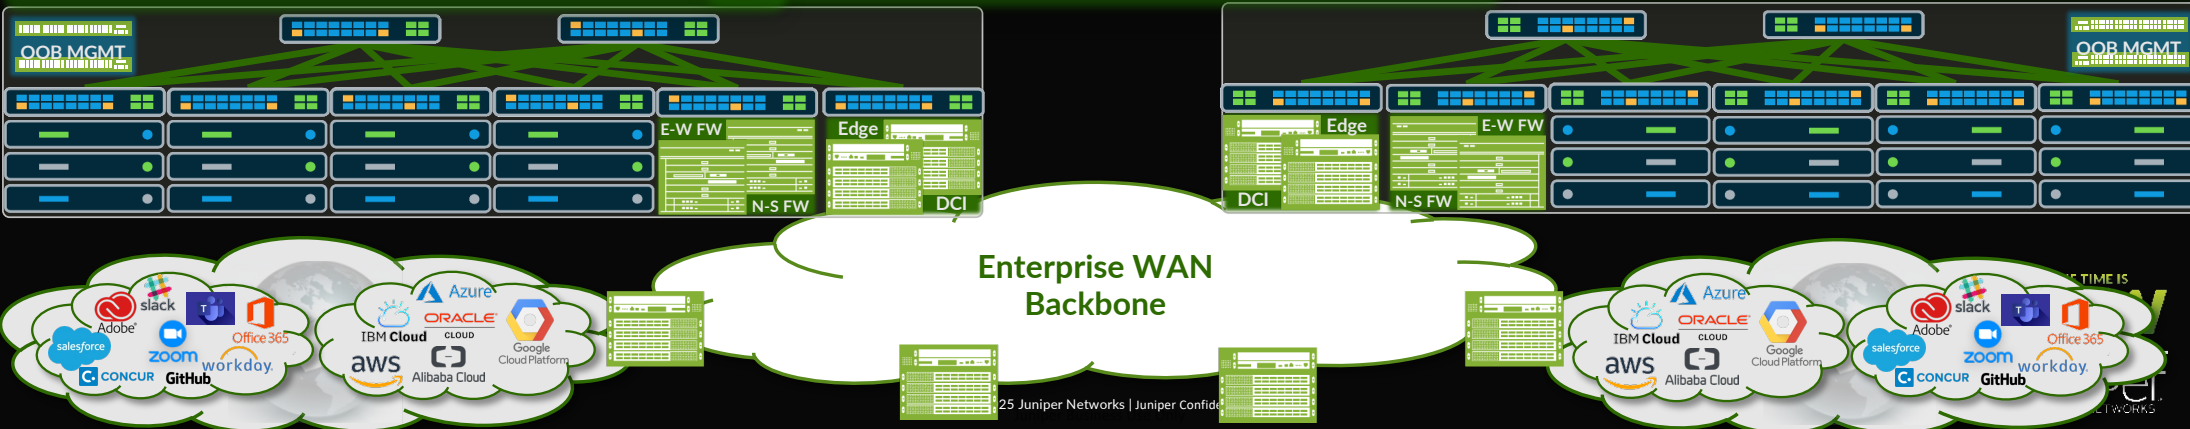 OOB MGMT
E-W FW
N-S FW
Edge
DCI
Edge
DCI
E-W FW
N-S FW
OOB MGMT
Enterprise WAN
Backbone
slack
Adobe
Office 365
salesforce
zoom
workday.
CONCUR
GitHub
Azure
IBM Cloud
ORACLE
CLOUD
Google
Cloud Platform
aws
Alibaba Cloud
Azure
IBM Cloud
ORACLE
CLOUD
Google
Cloud Platform
aws
Alibaba Cloud
slack
Adobe
Office 365
salesforce
zoom
workday.
CONCUR
GitHub
TIME IS
25 Juniper Networks | Juniper Confide